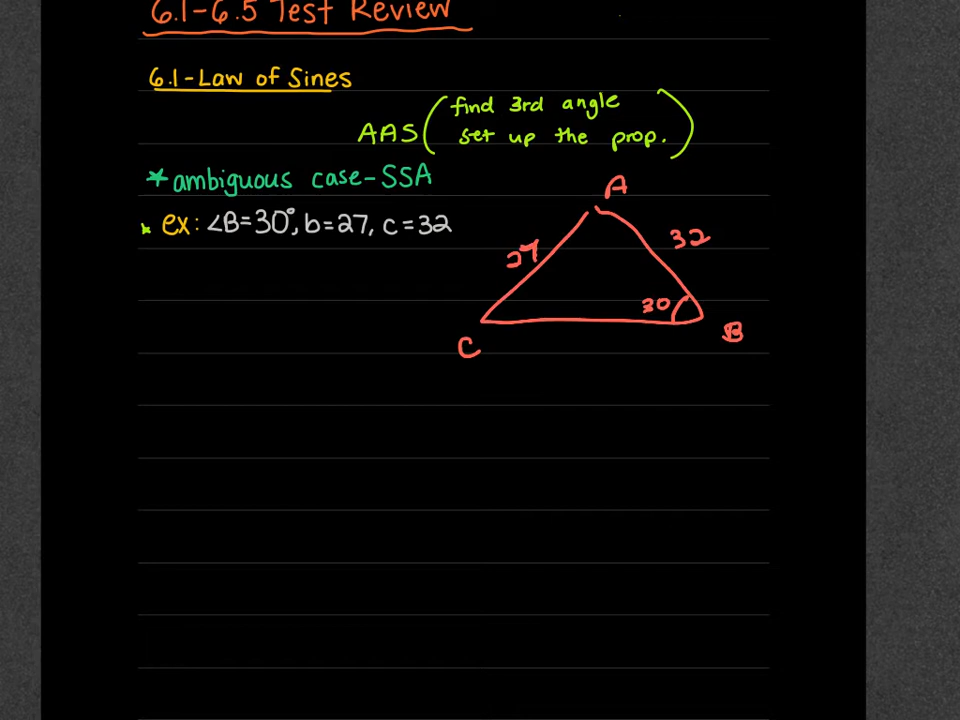 6.1-6.5 Test Review
6.1-Law of Sines
AAS (find 3rd angle
set up the prop.)
*ambiguous case-SSA
* ex: ∠B=30°, b=27, c=32
A
27
32
30
C
B